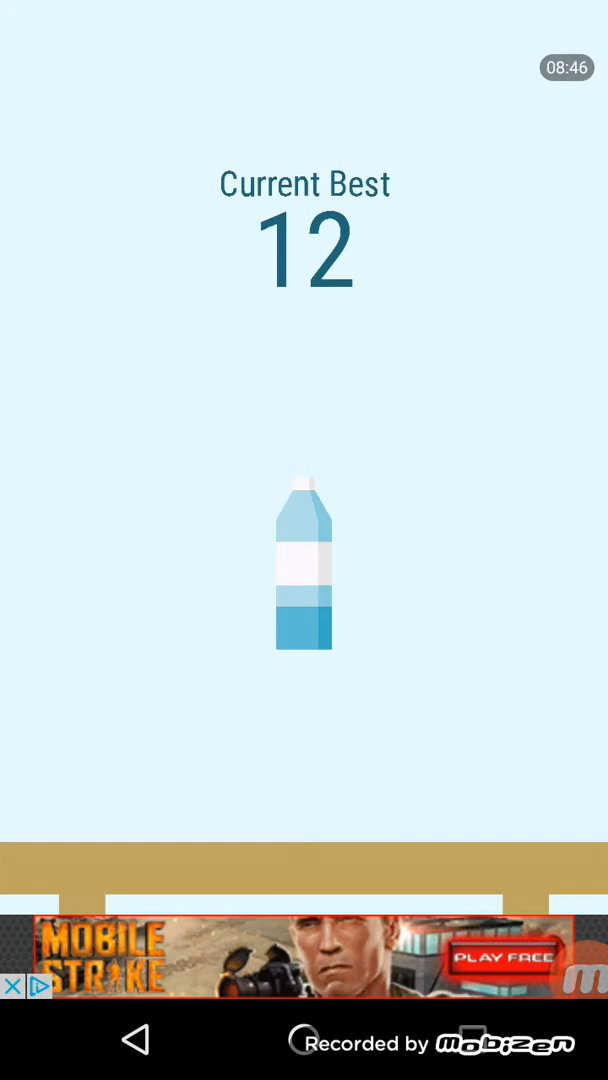 08:46
Current Best
12
MOBILE
STRIKE
PLAY FREE
Recorded by mobizen